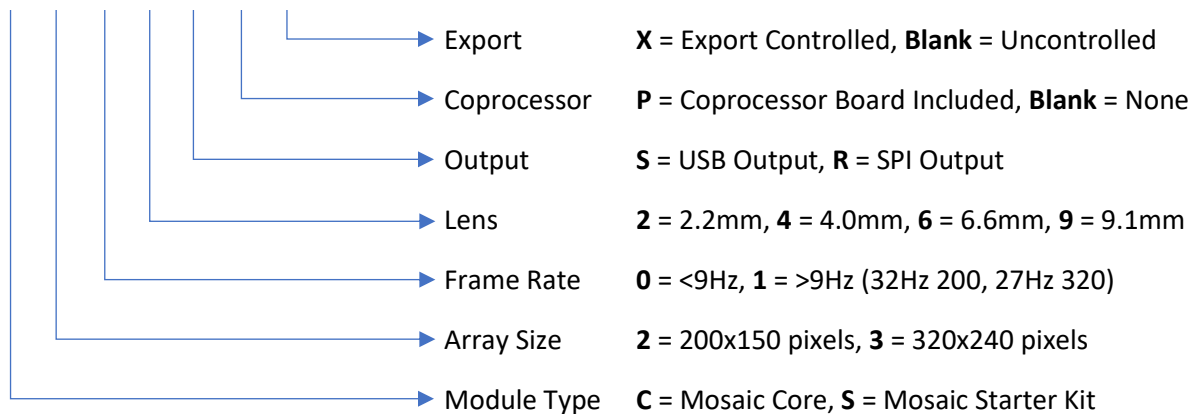 Export X = Export Controlled, Blank = Uncontrolled
Coprocessor P = Coprocessor Board Included, Blank = None
Output S = USB Output, R = SPI Output
Lens 2 = 2.2mm, 4 = 4.0mm, 6 = 6.6mm, 9 = 9.1mm
Frame Rate 0 = <9Hz, 1 = >9Hz (32Hz 200, 27Hz 320)
Array Size 2 = 200x150 pixels, 3 = 320x240 pixels
Module Type C = Mosaic Core, S = Mosaic Starter Kit